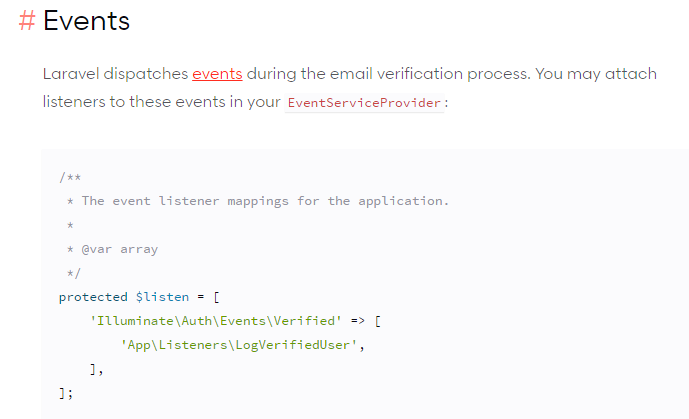 # Events
Laravel dispatches events during the email verification process. You may attach
listeners to these events in your EventServiceProvider:
/**
 * The event listener mappings for the application.
 *
 * @var array
 */
protected $listen = [
    'Illuminate\Auth\Events\Verified' => [
        'App\Listeners\LogVerifiedUser',
    ],
];